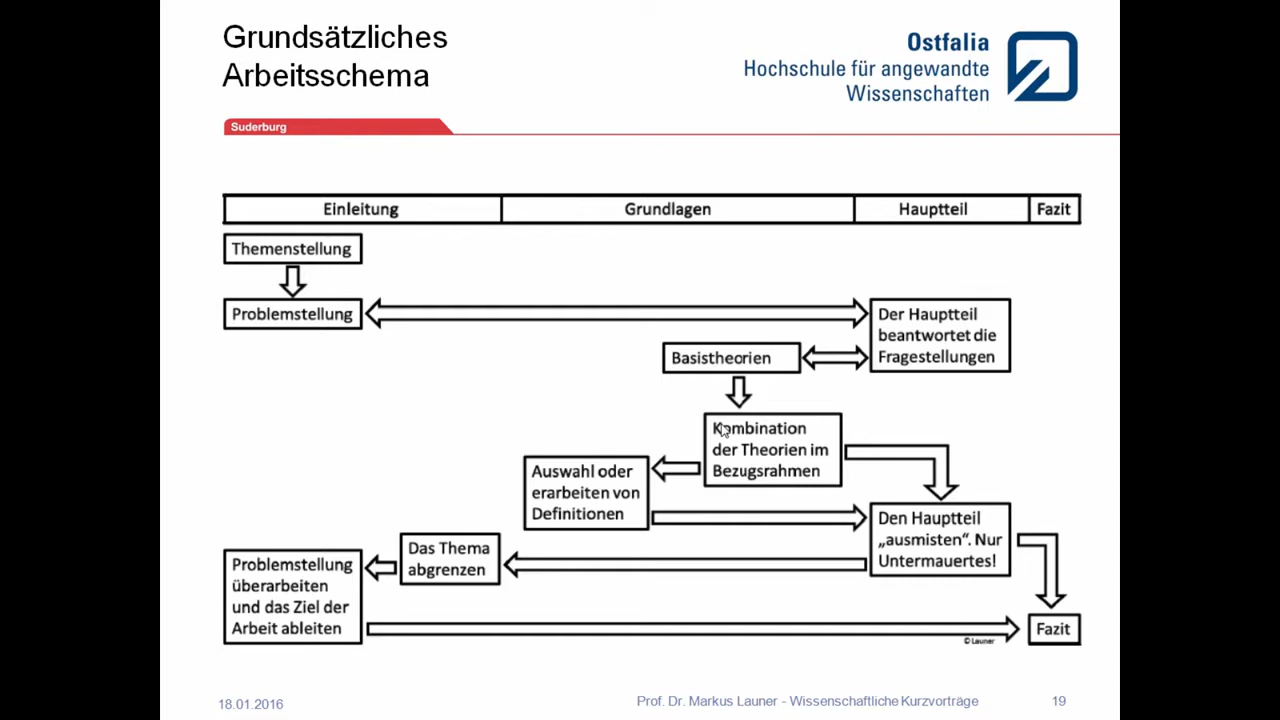 Grundsätzliches
Arbeitsschema
Ostfalia
Hochschule für angewandte
Wissenschaften
Suderburg
Einleitung
Grundlagen
Hauptteil
Fazit
Themenstellung
Problemstellung
Der Hauptteil
beantwortet die
Fragestellungen
Basistheorien
Kombination
der Theorien im
Bezugsrahmen
Auswahl oder
erarbeiten von
Definitionen
Den Hauptteil
„ausmisten“. Nur
Untermauertes!
Das Thema
abgrenzen
Problemstellung
überarbeiten
und das Ziel der
Arbeit ableiten
Fazit
© Launer
18.01.2016
Prof. Dr. Markus Launer - Wissenschaftliche Kurzvorträge
19